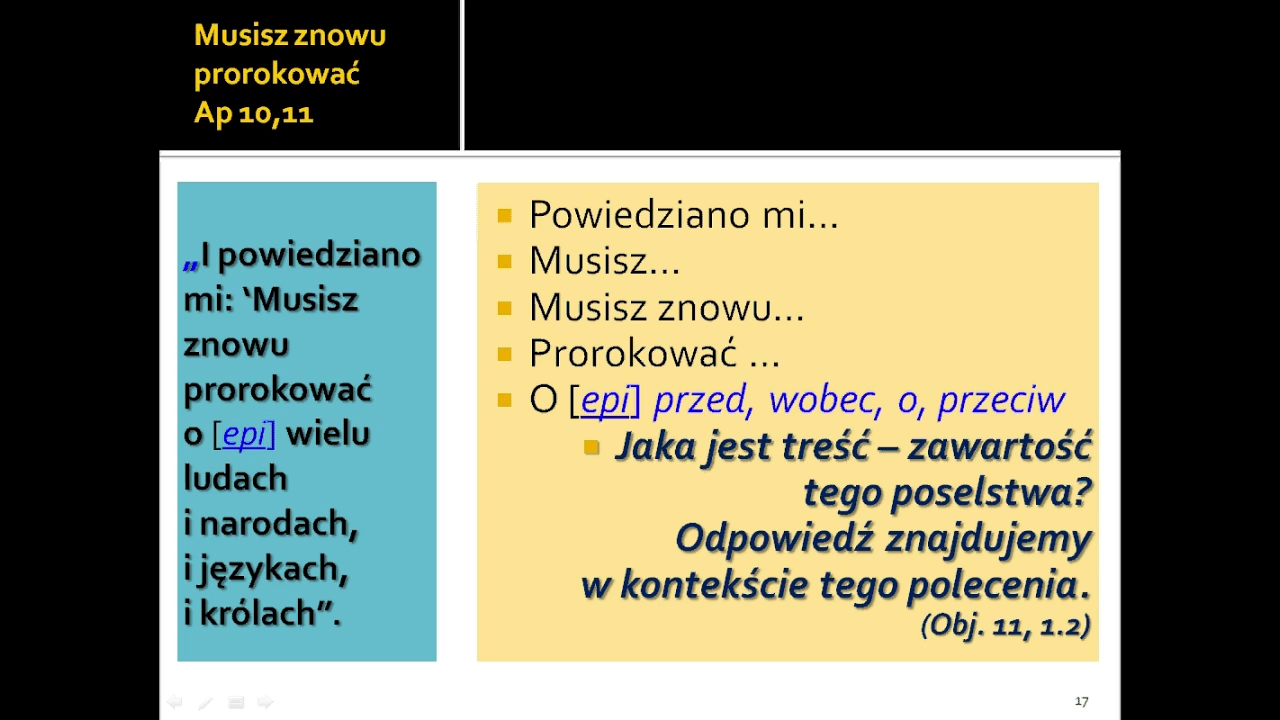 Musisz znowu
prorokować
Ap 10,11
„I powiedziano
mi: ‘Musisz
znowu
prorokować
o [epi] wielu
ludach
i narodach,
i językach,
i królach”.
Powiedziano mi...
Musisz...
Musisz znowu...
Prorokować ...
O [epi] przed, wobec, o, przeciw
Jaka jest treść – zawartość
tego poselstwa?
Odpowiedź znajdujemy
w kontekście tego polecenia.
(Obj. 11, 1.2)
17